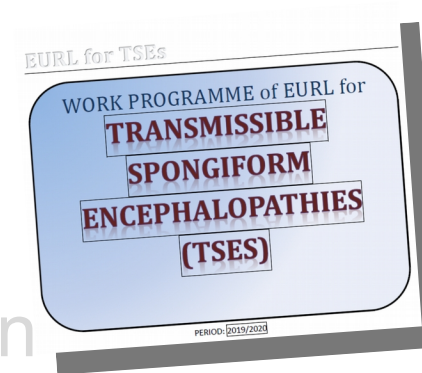 EURL for TSEs
WORK PROGRAMME of EURL for
TRANSMISSIBLE
SPONGIFORM
ENCEPHALOPATHIES
(TSES)
n
PERIOD: 2019/2020